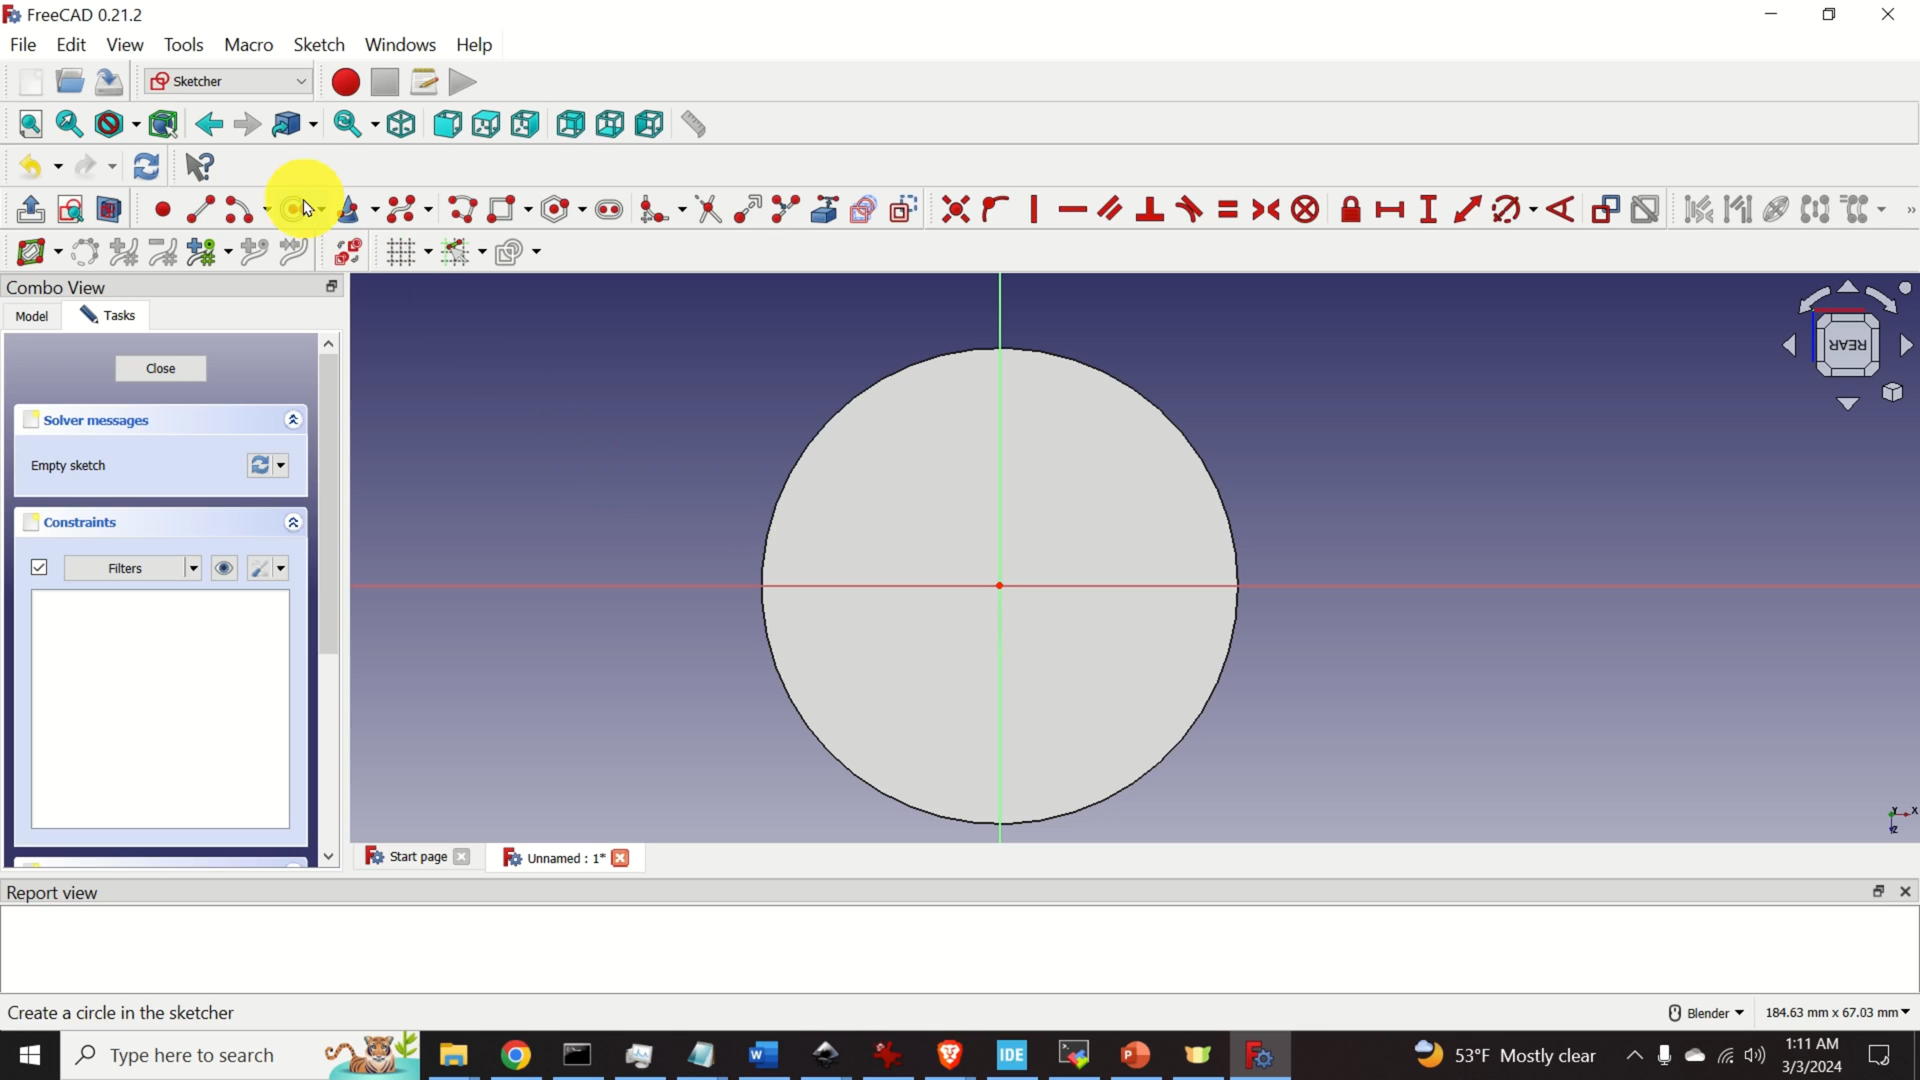 FreeCAD 0.21.2
File Edit View Tools Macro Sketch Windows Help
Sketcher
Combo View
Model Tasks
REAR
Close
Solver messages
Empty sketch
Constraints
Filters
Y X
Z
Start page Unnamed : 1*
Report view
Create a circle in the sketcher
Blender 184.63 mm x 67.03 mm
Type here to search
IDE
53°F Mostly clear
1:11 AM
3/3/2024